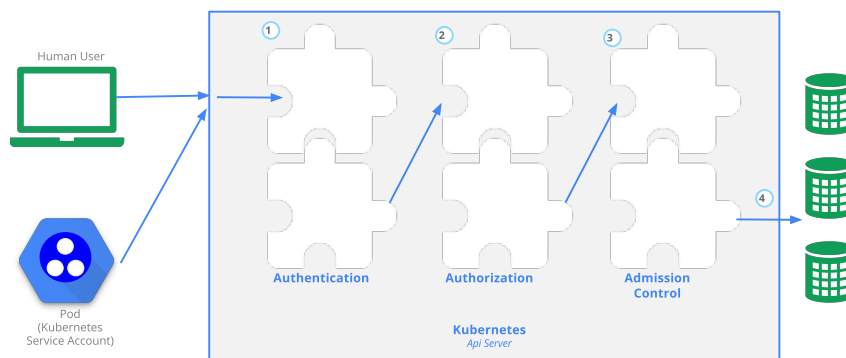 1
2
3
Human User
4
Authentication
Authorization
Admission
Control
Pod
(Kubernetes
Service Account)
Kubernetes
Api Server